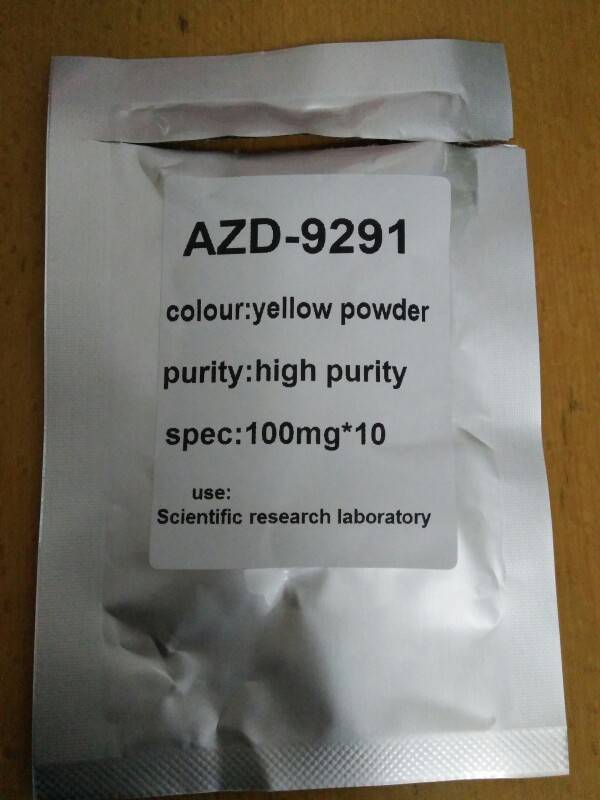 AZD-9291
colour:yellow powder
purity:high purity
spec:100mg*10
use:
Scientific research laboratory